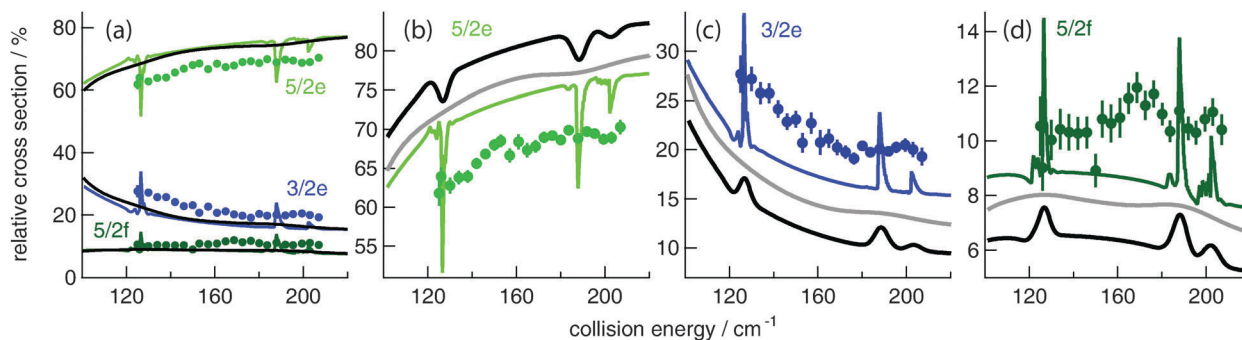 relative cross section / %
80
60
40
20
0
(a)
5/2e
3/2e
5/2f
120
160
200
80
75
70
65
60
55
(b)
5/2e
120
160
200
30
25
20
15
10
(c)
3/2e
120
160
200
14
12
10
8
6
(d)
5/2f
120
160
200
collision energy / cm⁻¹